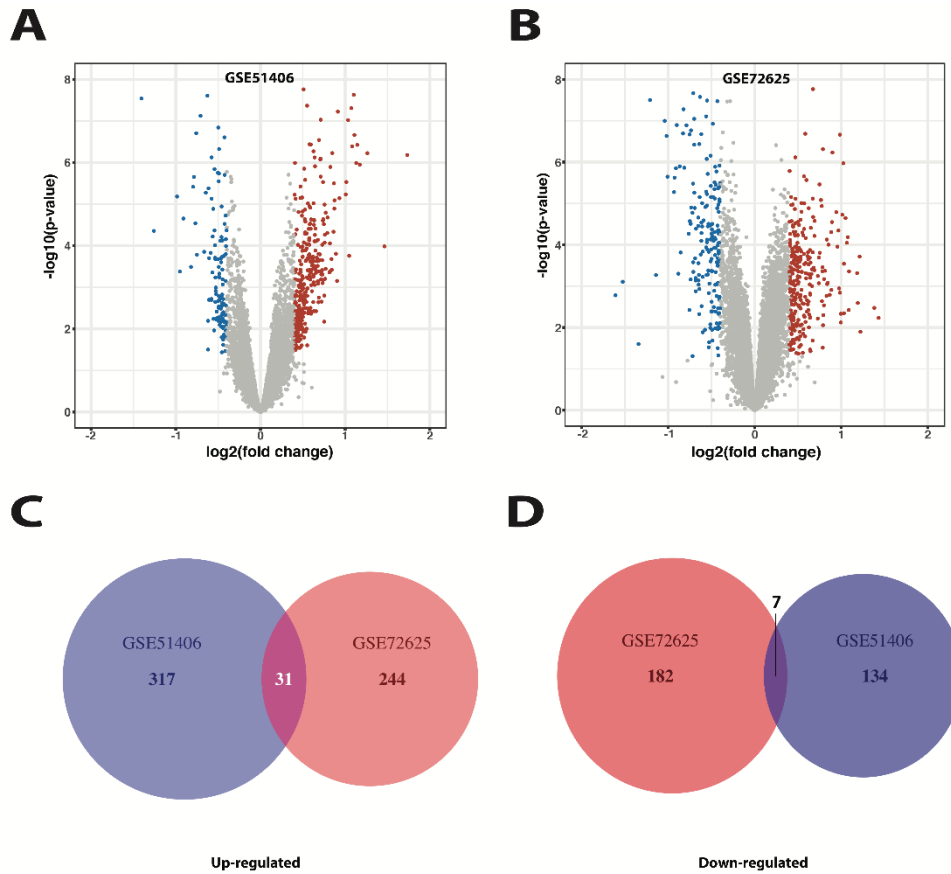 A
B
GSE51406
GSE72625
8
6
4
2
0
-log10(p-value)
-2
-1
0
1
2
log2(fold change)
8
6
4
2
0
-log10(p-value)
-2
-1
0
1
2
log2(fold change)
C
D
GSE51406
317
31
GSE72625
244
Up-regulated
7
GSE72625
182
GSE51406
134
Down-regulated